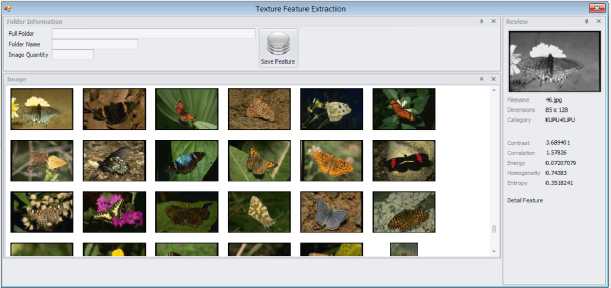 Texture Feature Extraction
Folder Information
Full Folder
Folder Name
Image Quantity
Save Feature
Image
Review
Filename 46.jpg
Dimensions 85 x 128
Category KUPU-KUPU
Contrast 3.689401
Correlation 1.57826
Energy 0.07207079
Homogeneity 0.74383
Entropy 0.3518241
Detail Feature